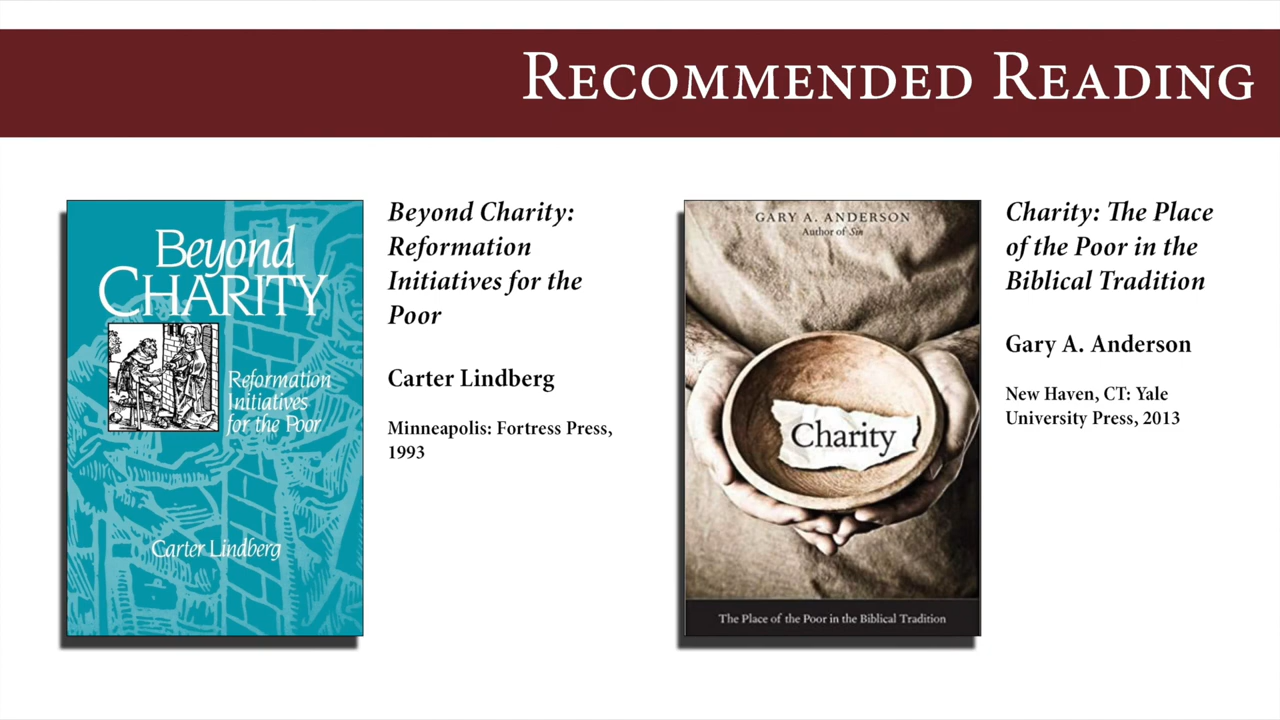 RECOMMENDED READING
Beyond
CHARITY
Reformation
Initiatives
for the Poor
Carter Lindberg
Beyond Charity:
Reformation
Initiatives for the
Poor
Carter Lindberg
Minneapolis: Fortress Press,
1993
GARY A. ANDERSON
Author of Sin
Charity
The Place of the Poor in the Biblical Tradition
Charity: The Place
of the Poor in the
Biblical Tradition
Gary A. Anderson
New Haven, CT: Yale
University Press, 2013